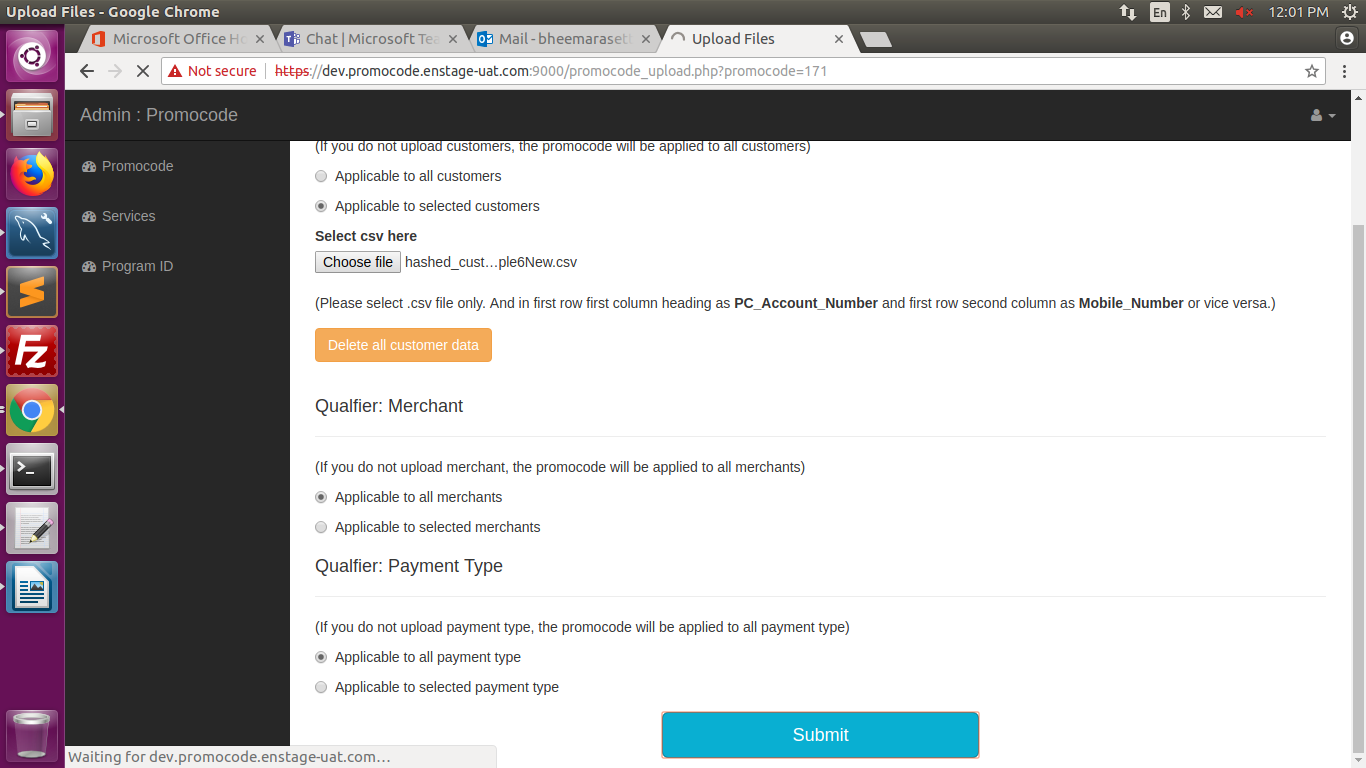 Upload Files - Google Chrome
En
12:01 PM
Microsoft Office Ho
Chat | Microsoft Tea
Mail - bheemarasett
Upload Files
Not secure
https://dev.promocode.enstage-uat.com:9000/promocode_upload.php?promocode=171
Admin : Promocode
Promocode
Services
Program ID
(If you do not upload customers, the promocode will be applied to all customers)
Applicable to all customers
Applicable to selected customers
Select csv here
Choose file hashed_cust…ple6New.csv
(Please select .csv file only. And in first row first column heading as PC_Account_Number and first row second column as Mobile_Number or vice versa.)
Delete all customer data
Qualfier: Merchant
(If you do not upload merchant, the promocode will be applied to all merchants)
Applicable to all merchants
Applicable to selected merchants
Qualfier: Payment Type
(If you do not upload payment type, the promocode will be applied to all payment type)
Applicable to all payment type
Applicable to selected payment type
Submit
Waiting for dev.promocode.enstage-uat.com…